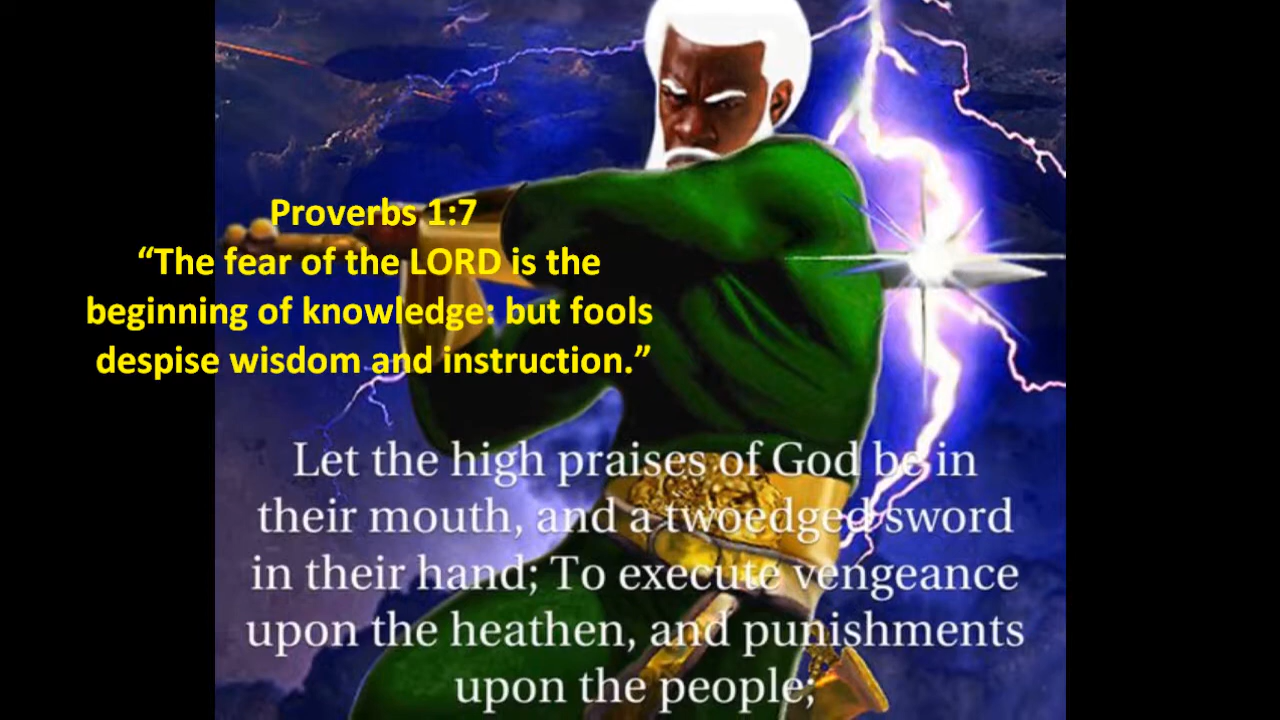 Proverbs 1:7
“The fear of the LORD is the
beginning of knowledge: but fools
despise wisdom and instruction.”
Let the high praises of God be in
their mouth, and a twoedged sword
in their hand; To execute vengeance
upon the heathen, and punishments
upon the people;